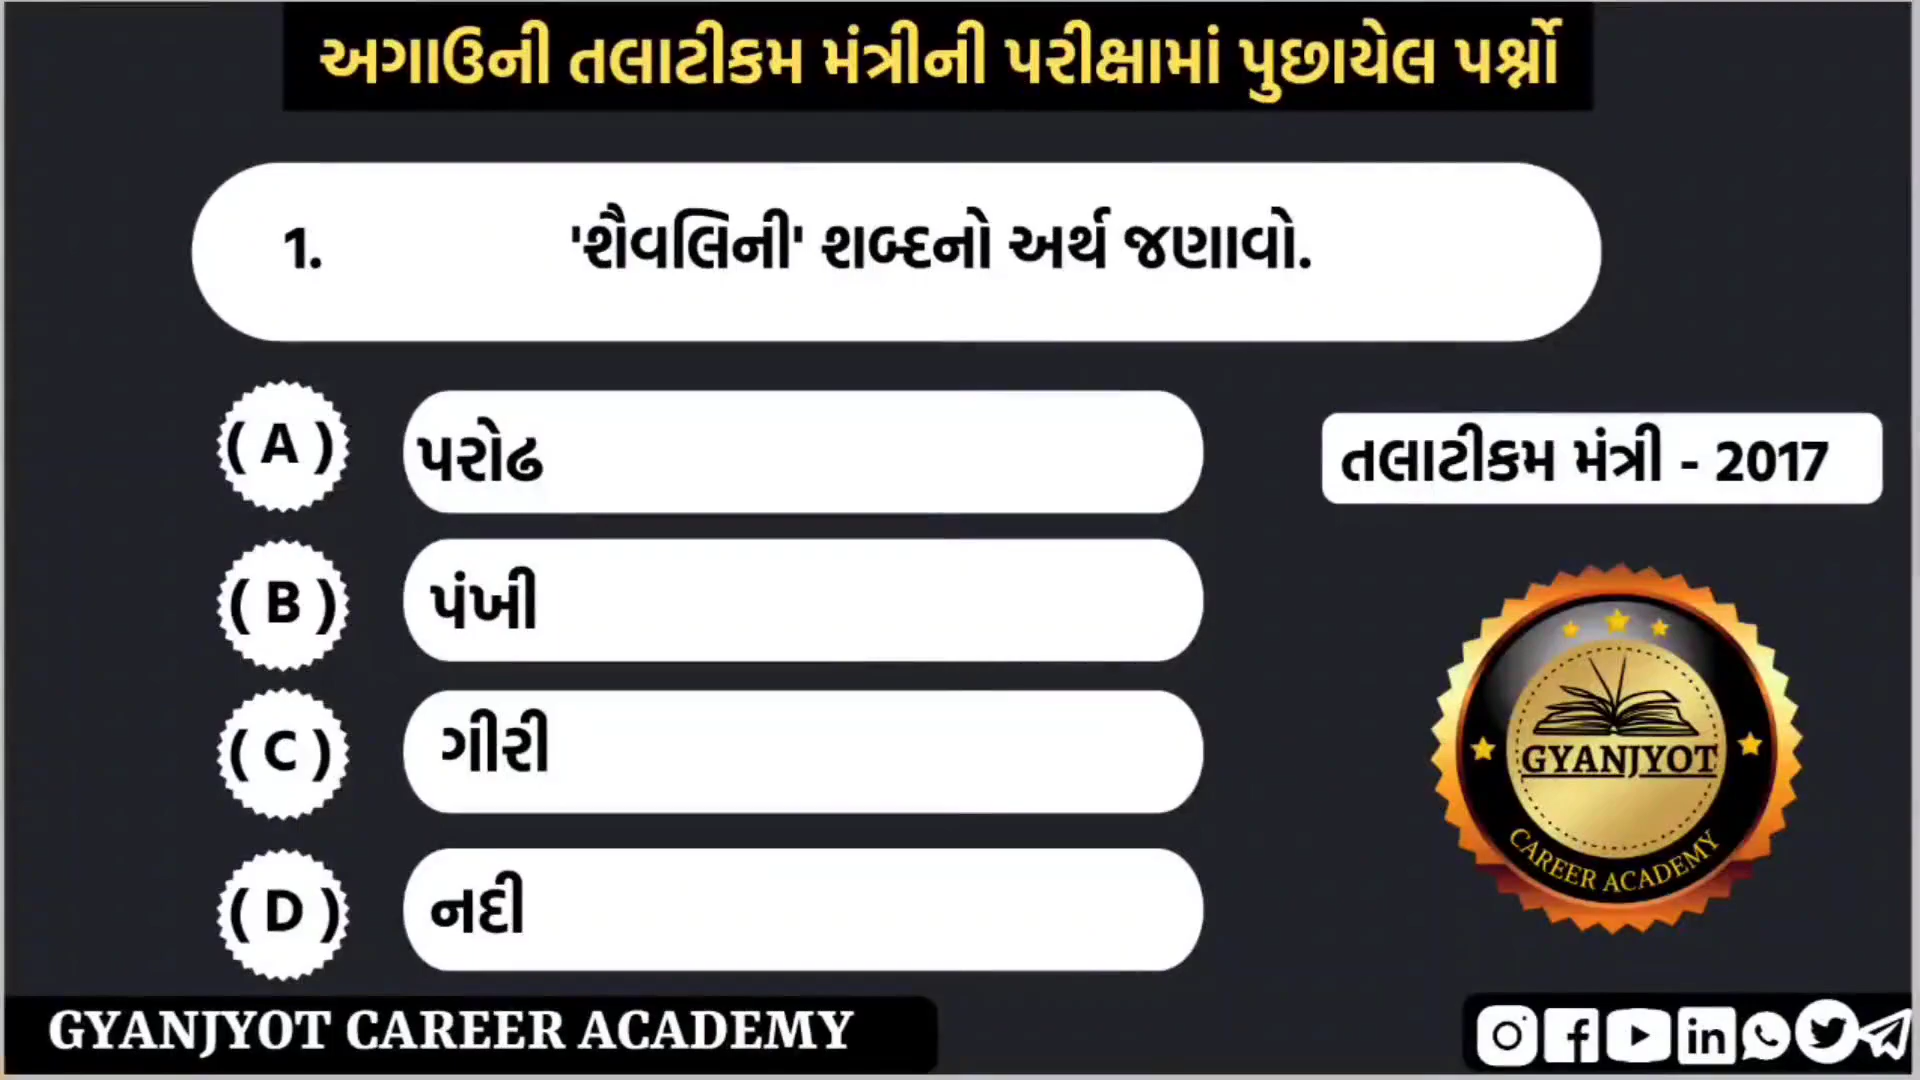 અગાઉની તલાટીકમ મંત્રીની પરીક્ષામાં પુછાયેલ પર્શ્નો
1. 'શૈવલિની' શબ્દનો અર્થ જણાવો.
( A ) પરોઢ
તલાટીકમ મંત્રી - 2017
( B ) પંખી
( C ) ગીરી
( D ) નદી
GYANJYOT
CAREER ACADEMY
GYANJYOT CAREER ACADEMY